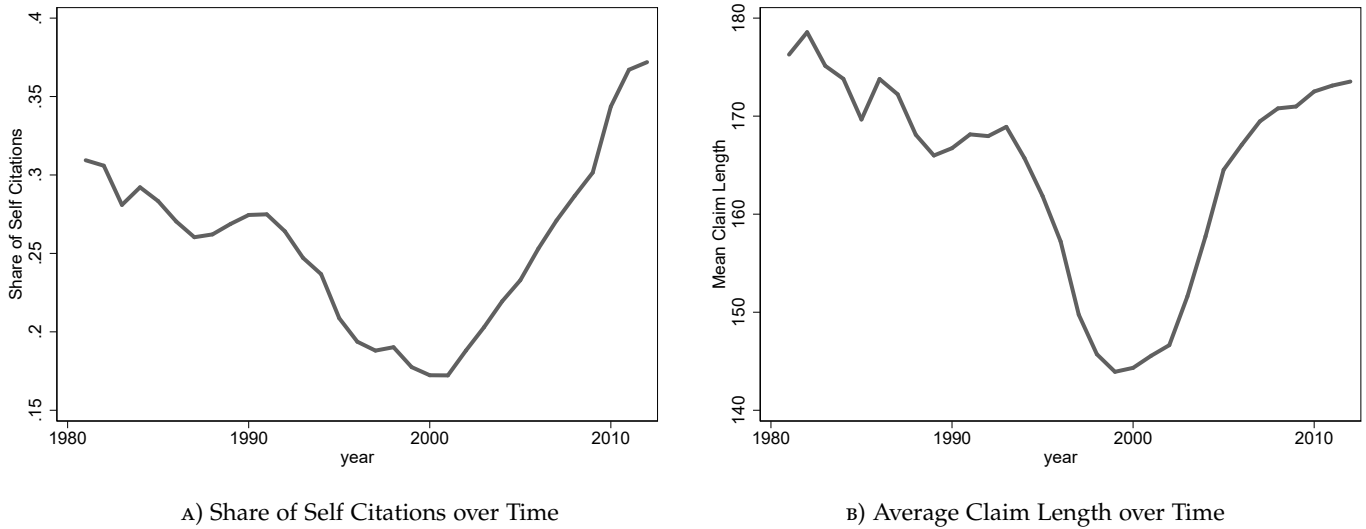 .4
.35
.3
.25
.2
.15
Share of Self Citations
1980 1990 2000 2010
year
A) Share of Self Citations over Time
180
170
160
150
140
Mean Claim Length
1980 1990 2000 2010
year
B) Average Claim Length over Time